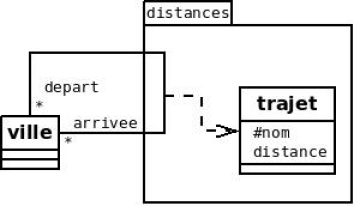 distances
depart
*
ville
arrivee
*
trajet
#nom
distance